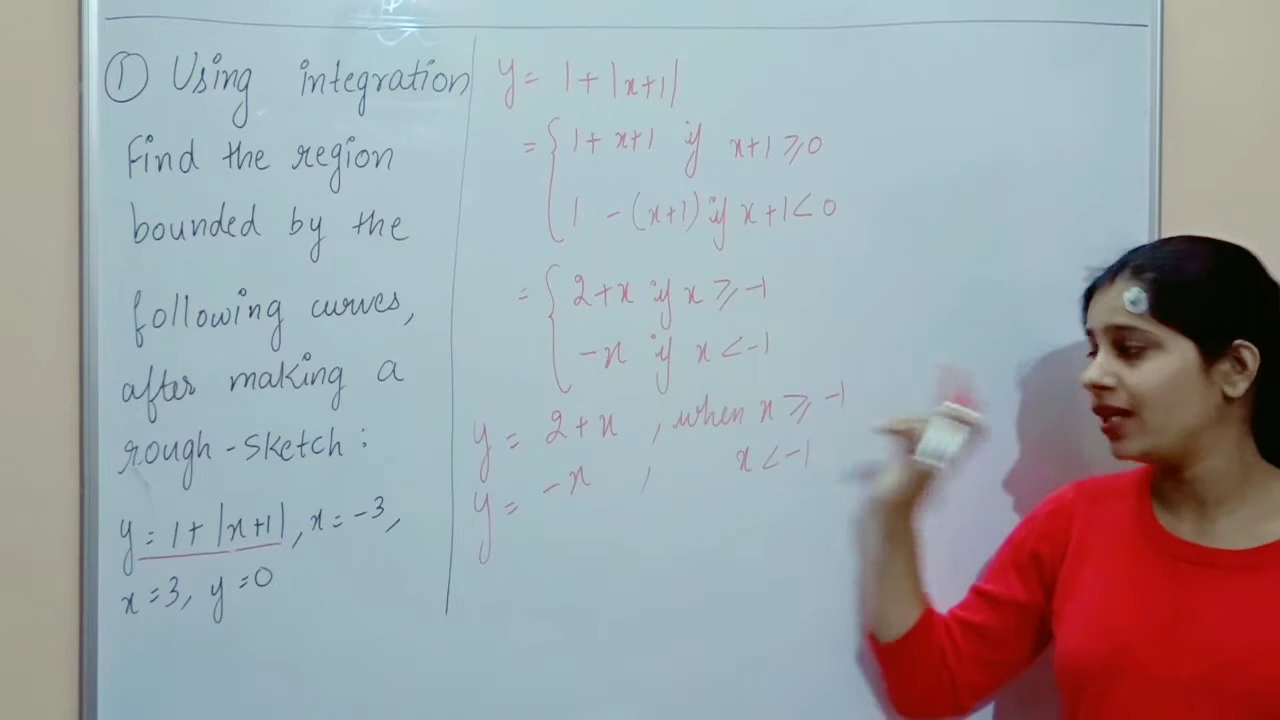 ① Using integration
Find the region
bounded by the
following curves,
after making a
rough-sketch:
y = 1+|x+1|, x = -3,
x = 3, y = 0
y = 1+|x+1|
= { 1+ x+1 if x+1 ⩾ 0
1 -(x+1) if x+1 < 0
= { 2+x if x ⩾ -1
-x if x < -1
y = 2+x , when x ⩾ -1
y = -x , x < -1